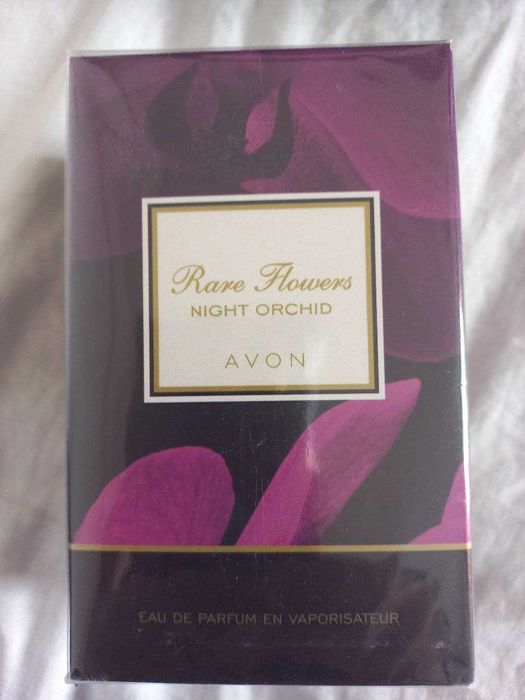 Rare Flowers
NIGHT ORCHID
AVON
EAU DE PARFUM EN VAPORISATEUR